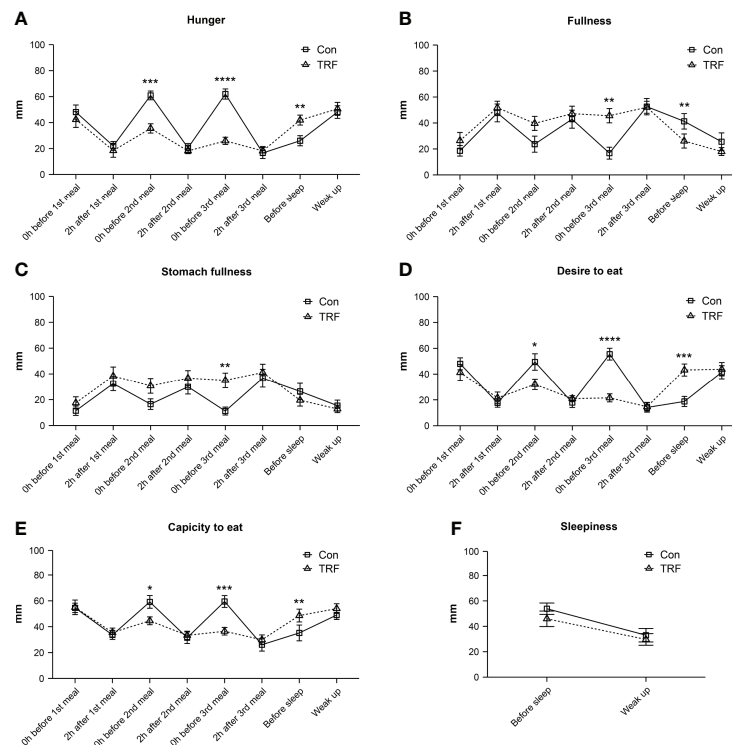 A
Hunger
100
80
60
40
20
0
mm
Con
TRF
***
****
**
0h before 1st meal
2h after 1st meal
0h before 2nd meal
2h after 2nd meal
0h before 3rd meal
2h after 3rd meal
Before sleep
Weak up
B
Fullness
100
80
60
40
20
0
mm
Con
TRF
**
**
0h before 1st meal
2h after 1st meal
0h before 2nd meal
2h after 2nd meal
0h before 3rd meal
2h after 3rd meal
Before sleep
Weak up
C
Stomach fullness
100
80
60
40
20
0
mm
Con
TRF
**
0h before 1st meal
2h after 1st meal
0h before 2nd meal
2h after 2nd meal
0h before 3rd meal
2h after 3rd meal
Before sleep
Weak up
D
Desire to eat
100
80
60
40
20
0
mm
Con
TRF
*
****
***
0h before 1st meal
2h after 1st meal
0h before 2nd meal
2h after 2nd meal
0h before 3rd meal
2h after 3rd meal
Before sleep
Weak up
E
Capicity to eat
100
80
60
40
20
0
mm
Con
TRF
*
***
**
0h before 1st meal
2h after 1st meal
0h before 2nd meal
2h after 2nd meal
0h before 3rd meal
2h after 3rd meal
Before sleep
Weak up
F
Sleepiness
100
80
60
40
20
0
mm
Con
TRF
Before sleep
Weak up